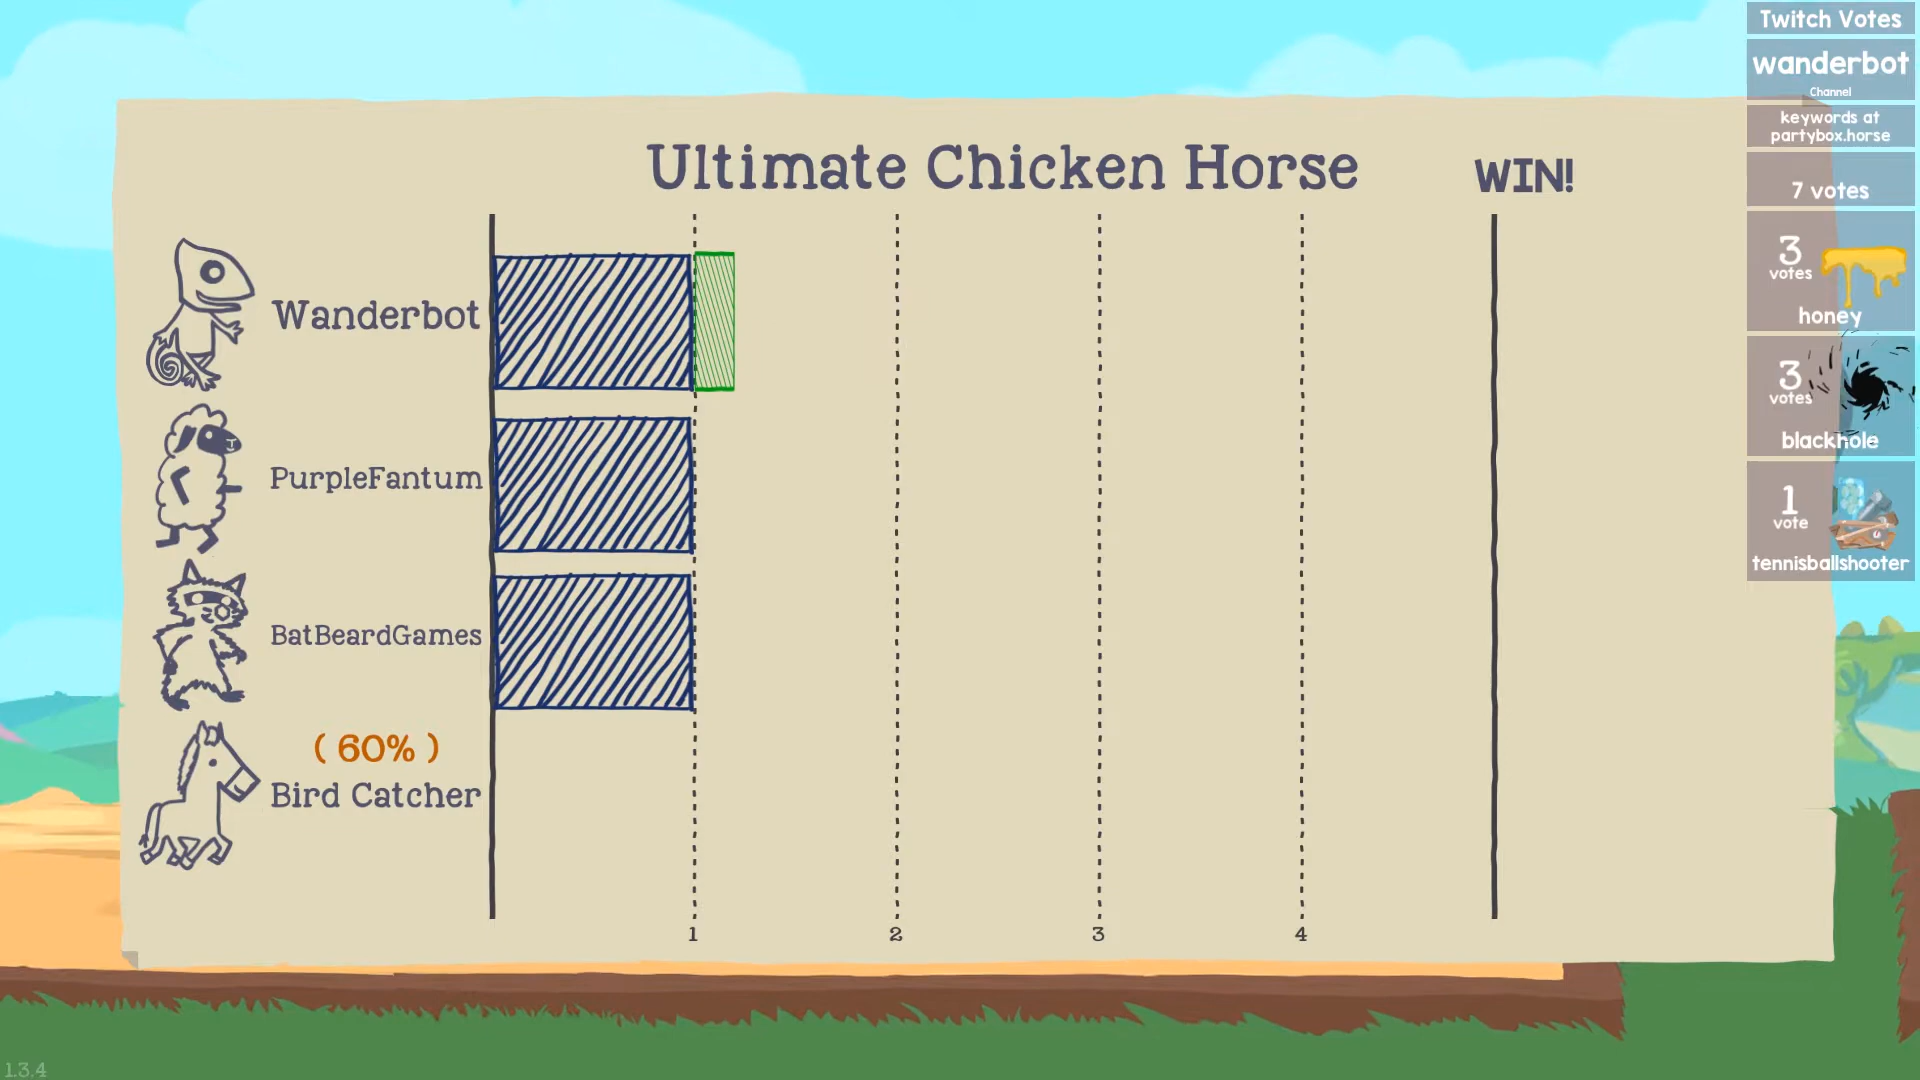 Ultimate Chicken Horse
WIN!
Wanderbot
PurpleFantum
BatBeardGames
( 60% )
Bird Catcher
1
2
3
4
Twitch Votes
wanderbot
Channel
keywords at
partybox.horse
7 votes
3
votes
honey
3
votes
blackhole
1
vote
tennisballshooter
1.3.4